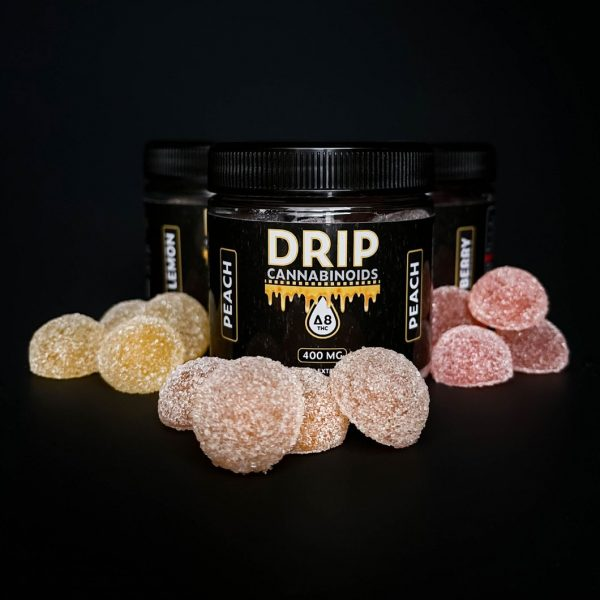 LEMON
PEACH
DRIP
CANNABINOIDS
Δ8
THC
400 MG
PEACH
BERRY